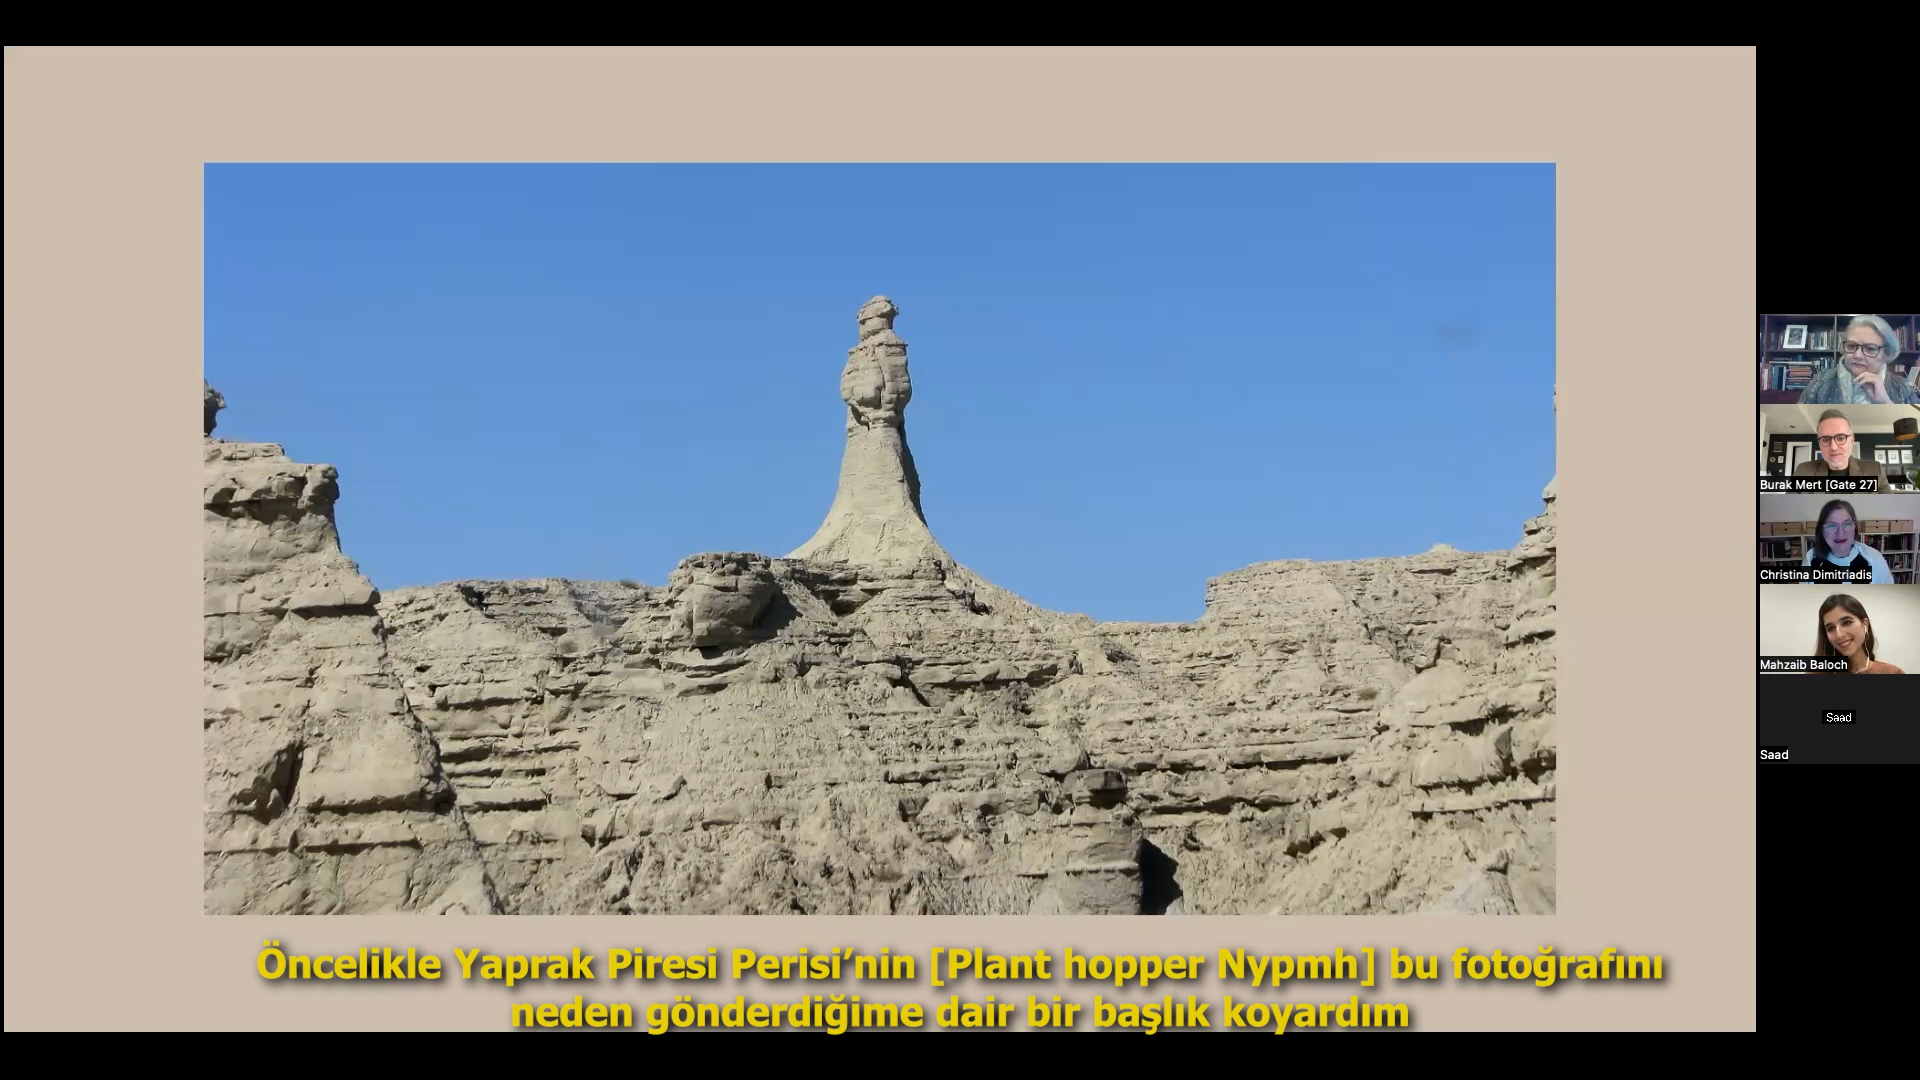 Burak Mert [Gate 27]
Christina Dimitriadis
Mahzaib Baloch
Saad
Saad
Öncelikle Yaprak Piresi Perisi’nin [Plant hopper Nypmh] bu fotoğrafını
neden gönderdiğime dair bir başlık koyardım